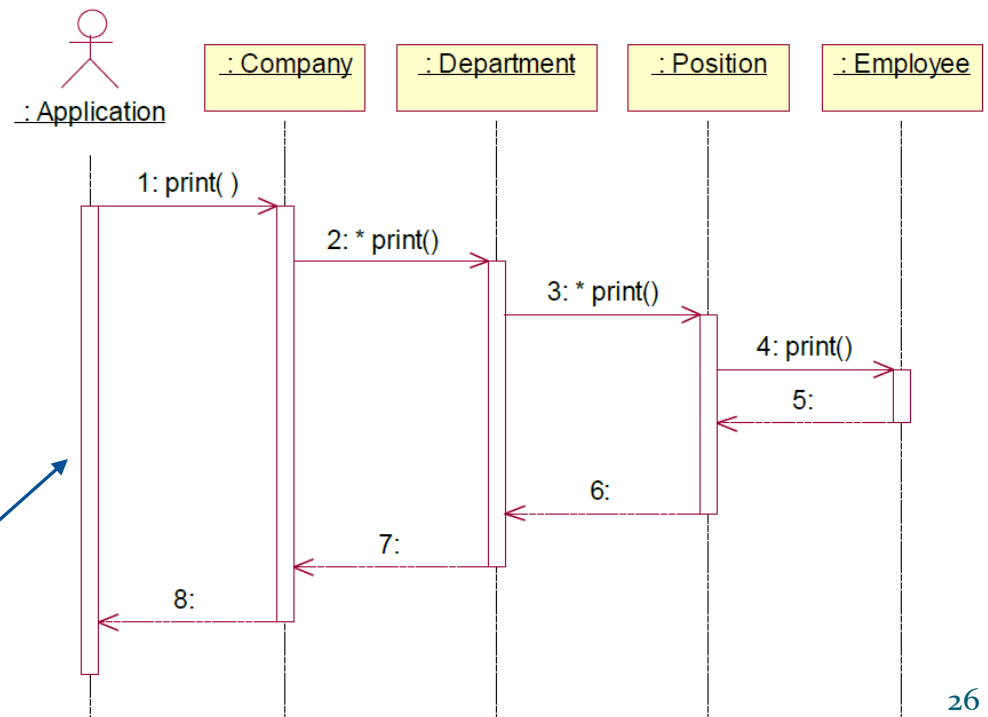 : Company
: Department
: Position
: Employee
: Application
1: print( )
2: * print()
3: * print()
4: print()
5:
6:
7:
8:
26